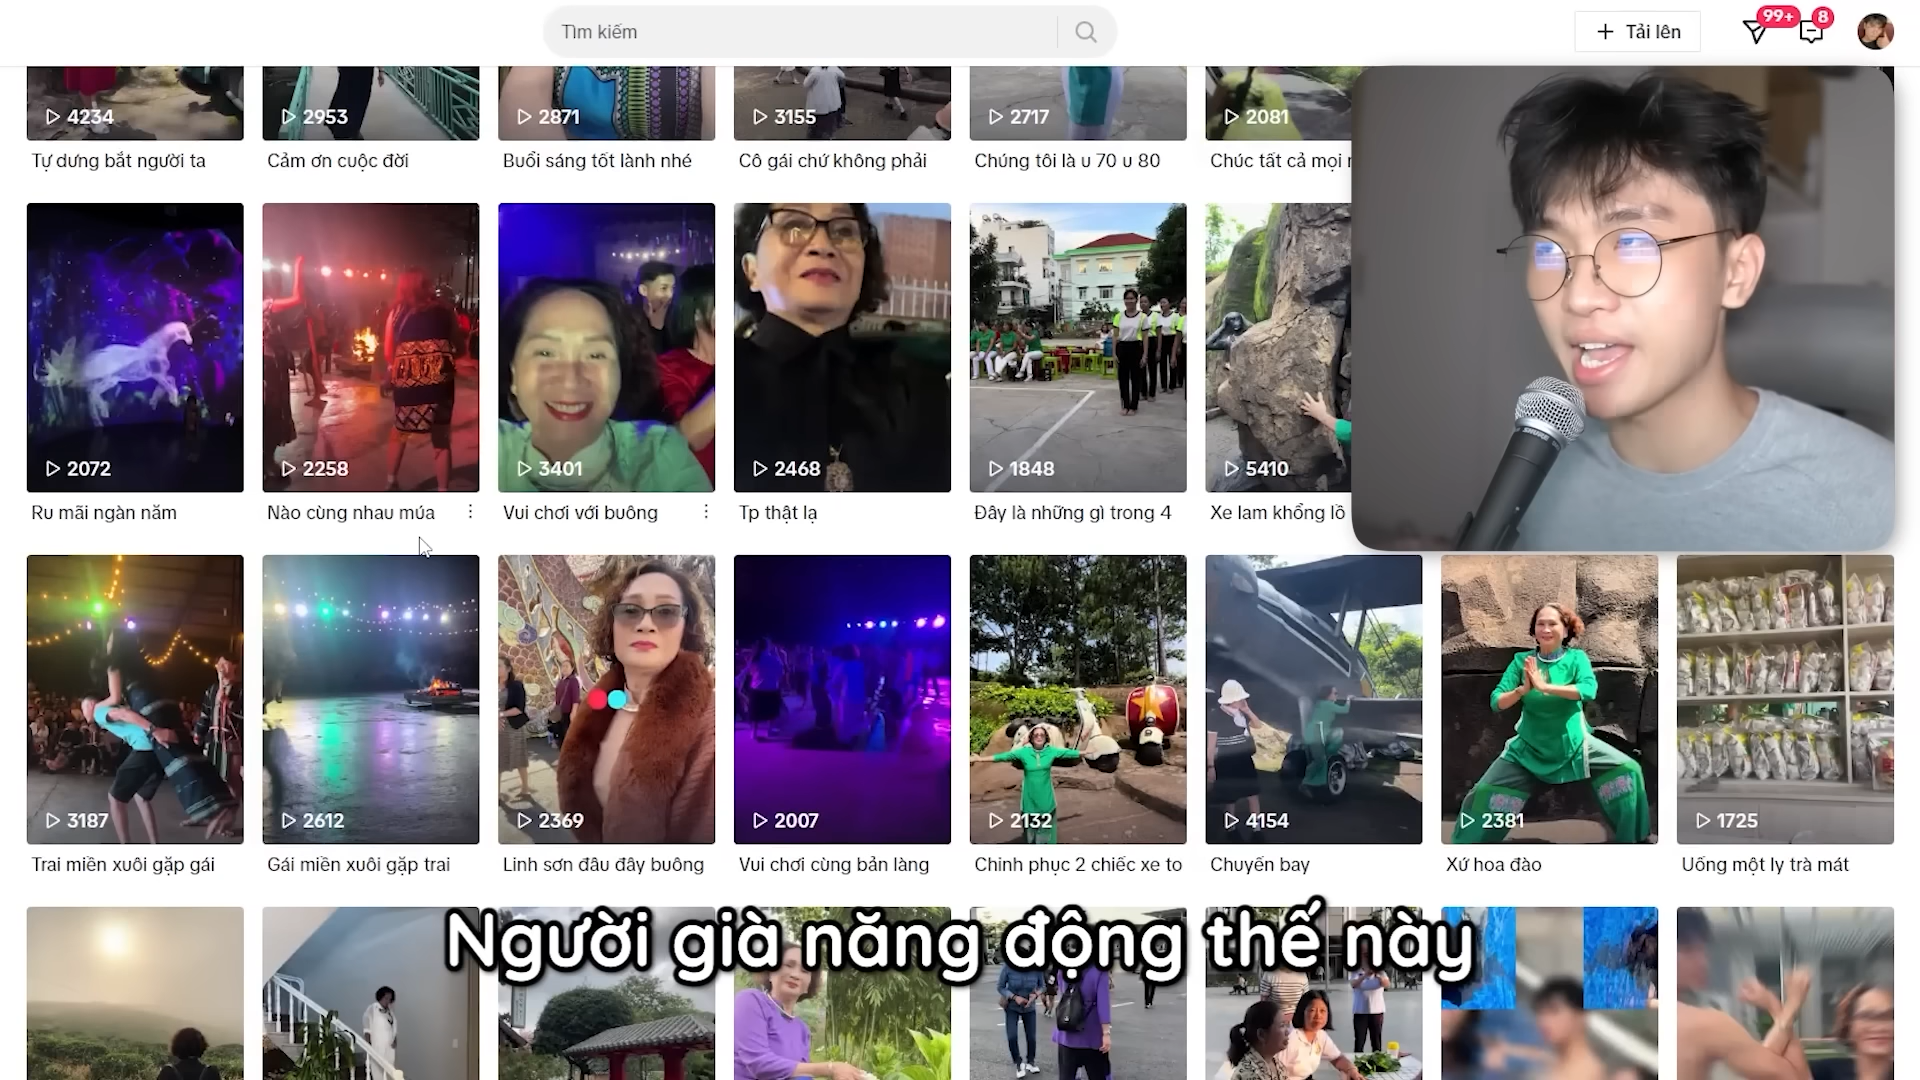 Tìm kiếm
Tải lên
99+
8
4234
2953
2871
3155
2717
2081
Tự dưng bắt người ta
Cảm ơn cuộc đời
Buổi sáng tốt lành nhé
Cô gái chứ không phải
Chúng tôi là u 70 u 80
Chúc tất cả mọi
2072
2258
3401
2468
1848
5410
Ru mãi ngàn năm
Nào cùng nhau múa
Vui chơi với buông
Tp thật lạ
Đây là những gì trong 4
Xe lam khổng lồ
3187
2612
2369
2007
2132
4154
2381
1725
Trai miền xuôi gặp gái
Gái miền xuôi gặp trai
Linh sơn đâu đây buông
Vui chơi cùng bản làng
Chinh phục 2 chiếc xe to
Chuyến bay
Xứ hoa đào
Uống một ly trà mát
Người già năng động thế này